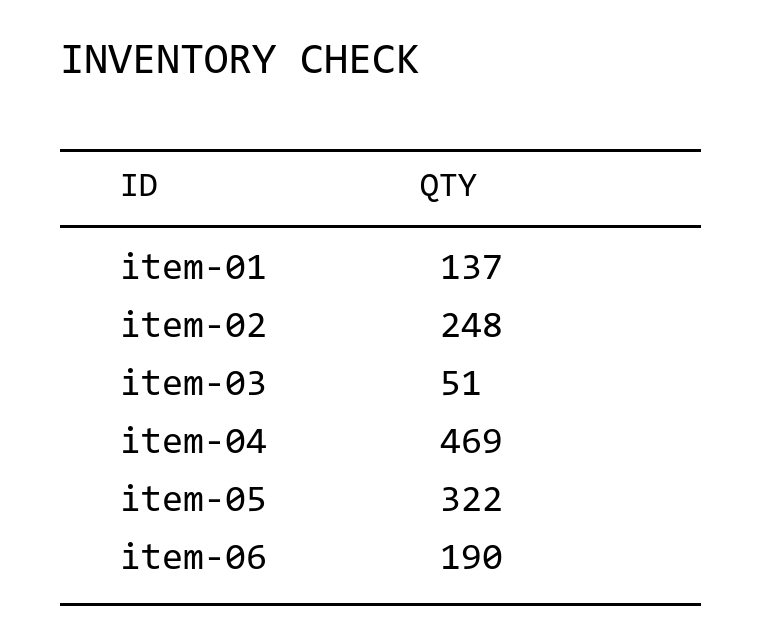 INVENTORY CHECK
ID QTY
item-01 137
item-02 248
item-03 51
item-04 469
item-05 322
item-06 190